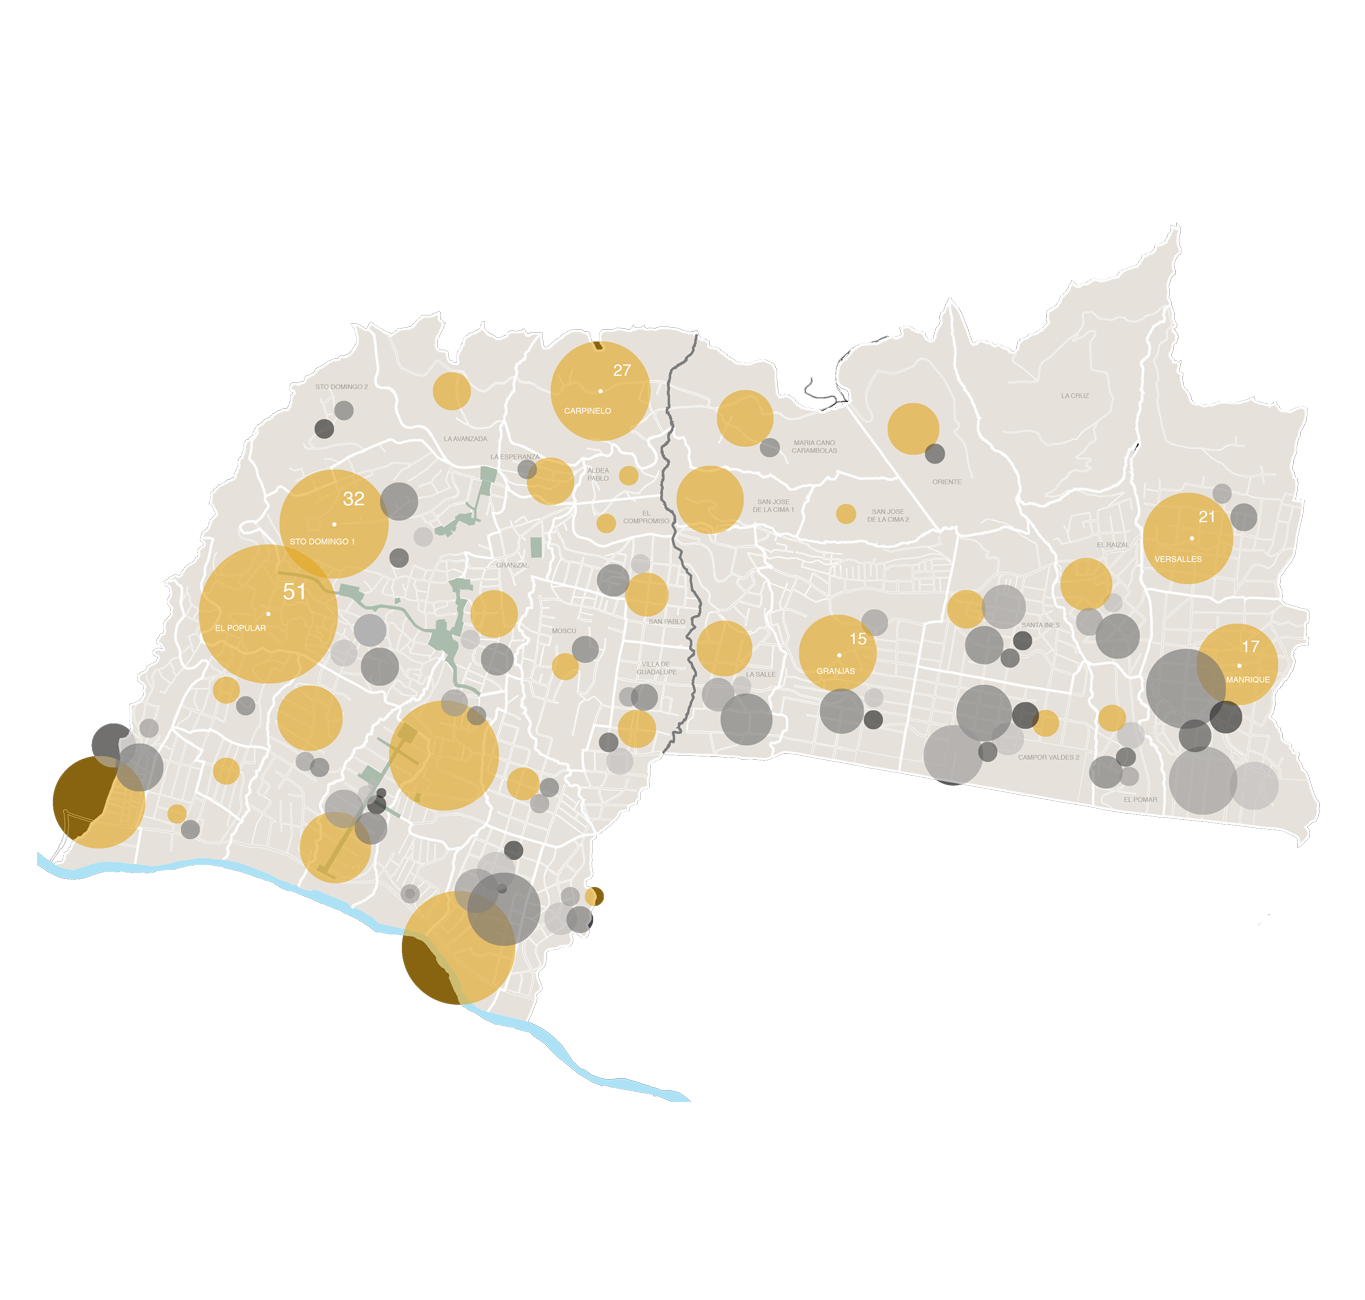 27
CARPINELO
STO DOMINGO 2
LA CRUZ
LA AVANZADA
MARIA CANO
CARAMBOLAS
LA ESPERANZA
ALDEA
PABLO
ORIENTE
32
STO DOMINGO 1
EL
COMPROMISO
SAN JOSE
DE LA CIMA 1
SAN JOSE
DE LA CIMA 2
21
VERSALLES
EL RAIZAL
GRANIZAL
51
EL POPULAR
SAN PABLO
MOSCU
SANTA INES
15
GRANJAS
17
MANRIQUE
VILLA DE
GUADALUPE
LA SALLE
CAMPOR VALDES 2
EL POMAR